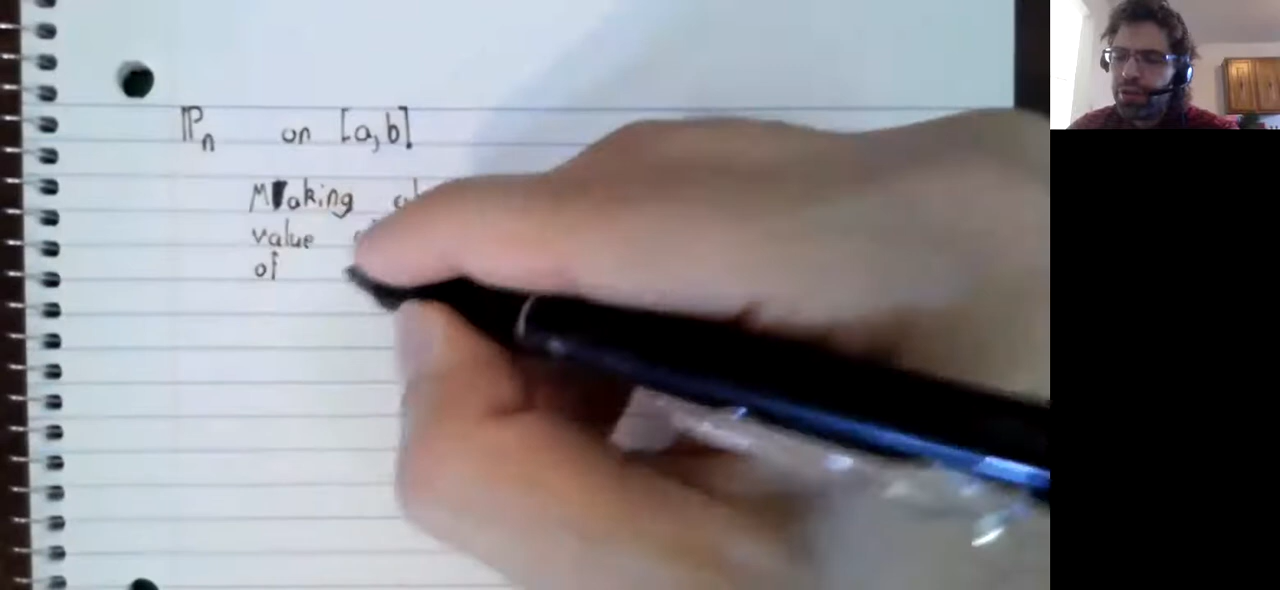 ℙn on [a,b]
Making
value
of